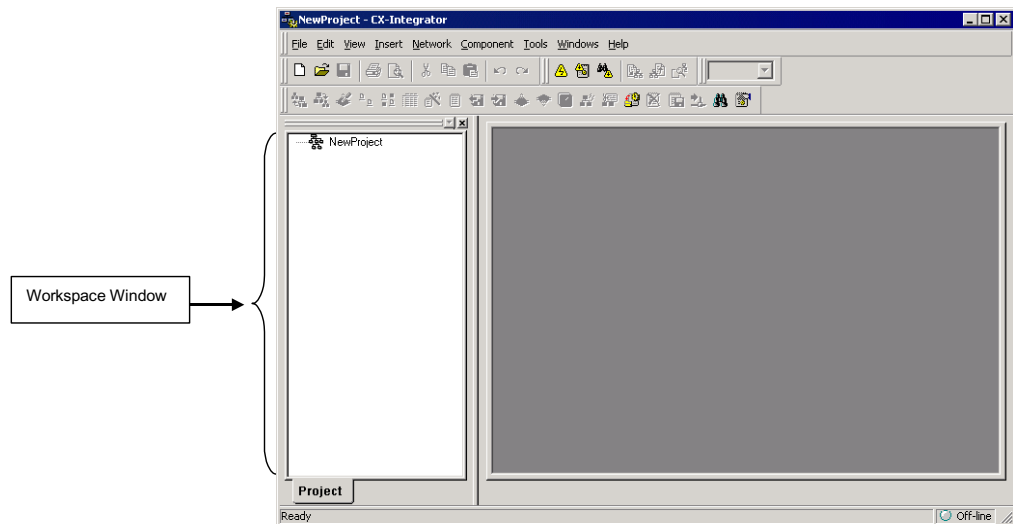 NewProject - CX-Integrator
File Edit View Insert Network Component Tools Windows Help
NewProject
Workspace Window
Project
Ready
Off-line